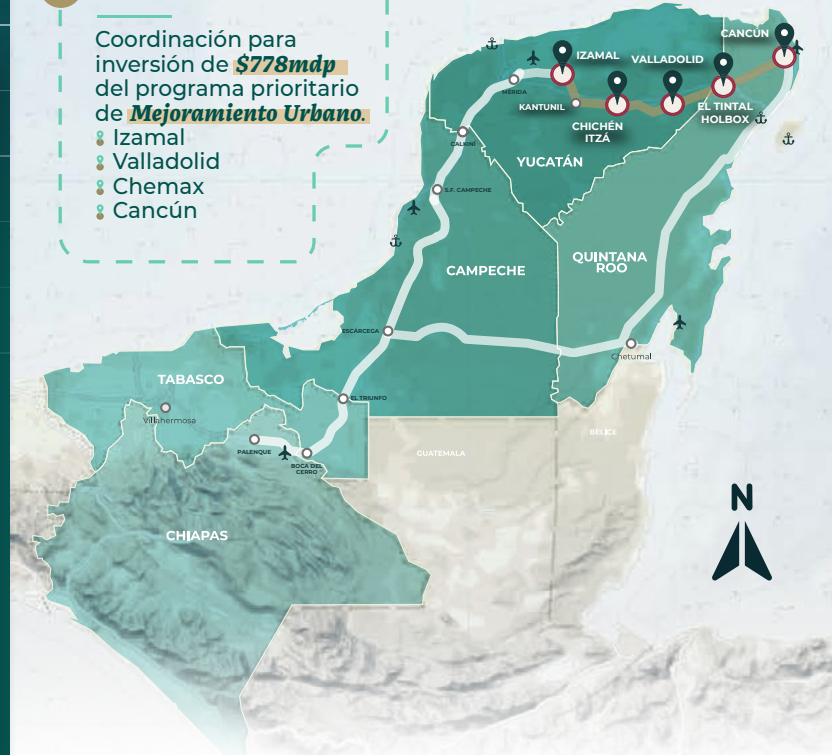 Coordinación para
inversión de $778mdp
del programa prioritario
de Mejoramiento Urbano.
Izamal
Valladolid
Chemax
Cancún
CANCÚN
IZAMAL
VALLADOLID
MÉRIDA
KANTUNIL
EL TINTAL
HOLBOX
CHICHÉN
ITZÁ
CALKINÍ
YUCATÁN
S.F. CAMPECHE
CAMPECHE
QUINTANA
ROO
ESCÁRCEGA
Chetumal
TABASCO
EL TRIUNFO
Villahermosa
BELICE
PALENQUE
GUATEMALA
BOCA DEL
CERRO
N
CHIAPAS